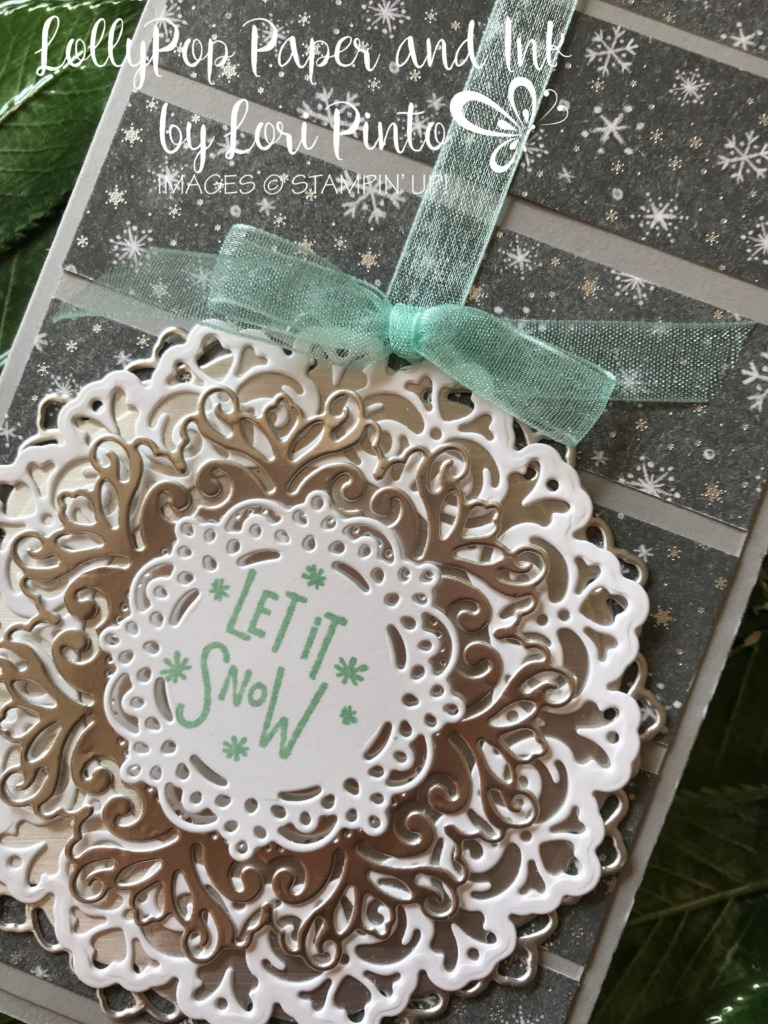 LollyPop Paper and Ink
by Lori Pinto
IMAGES © STAMPIN' UP!
LET iT
SNOW